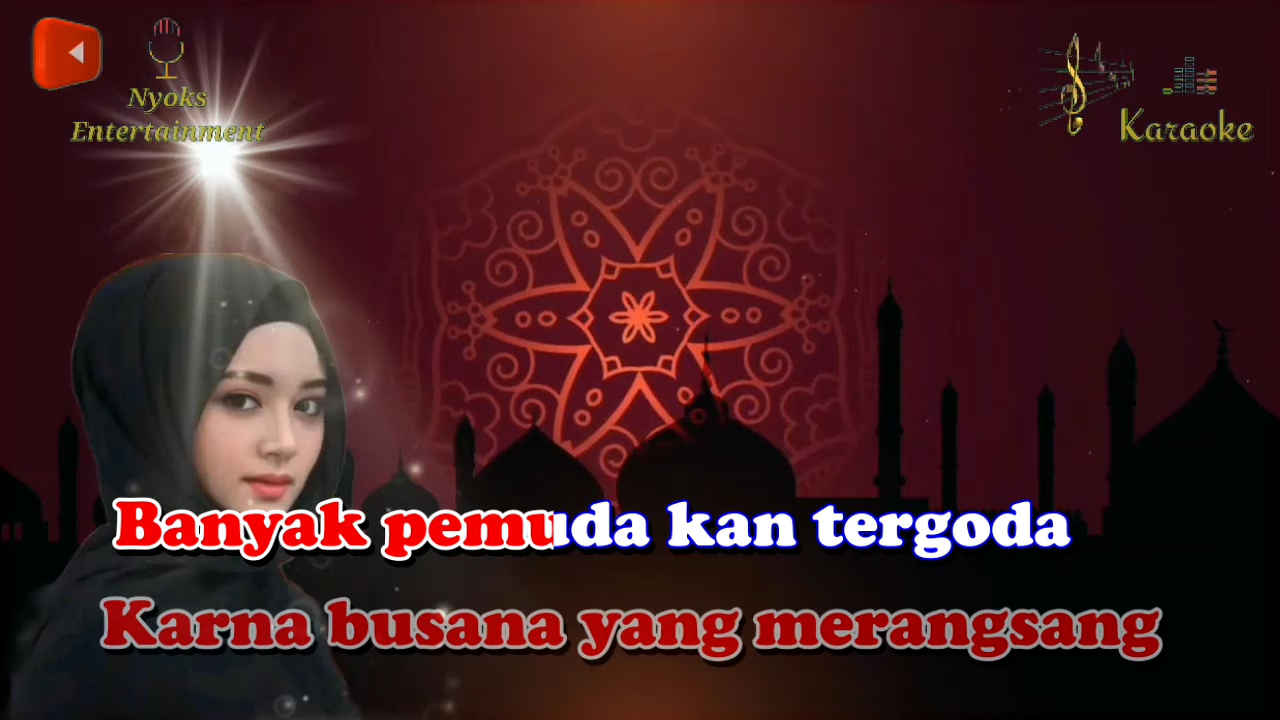 Nyoks
Entertainment
Karaoke
Banyak pemuda kan tergoda
Karna busana yang merangsang